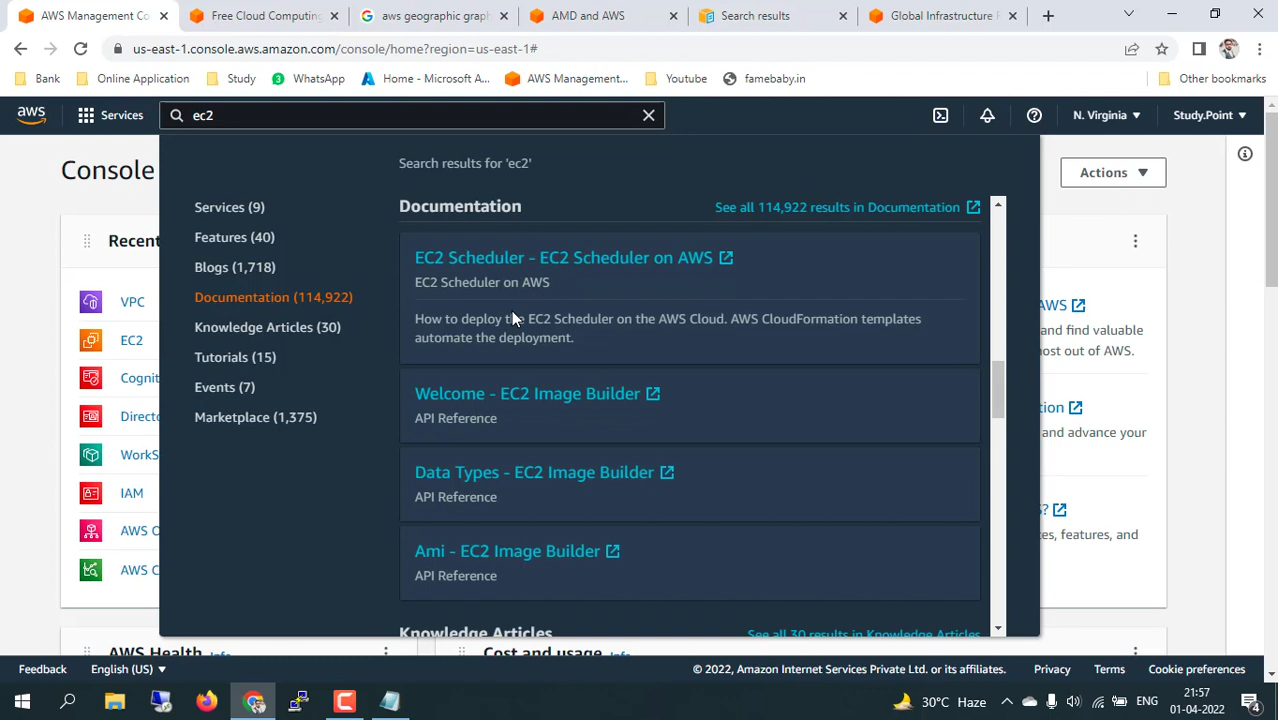 AWS Management Co
Free Cloud Computing
aws geographic grap
AMD and AWS
Search results
Global Infrastructure R
us-east-1.console.aws.amazon.com/console/home?region=us-east-1#
Bank
Online Application
Study
WhatsApp
Home - Microsoft A...
AWS Management...
Youtube
famebaby.in
Other bookmarks
aws
Services
ec2
N. Virginia
Study.Point
Console
Actions
Search results for 'ec2'
Services (9)
Features (40)
Blogs (1,718)
Documentation (114,922)
Knowledge Articles (30)
Tutorials (15)
Events (7)
Marketplace (1,375)
Documentation
See all 114,922 results in Documentation
EC2 Scheduler - EC2 Scheduler on AWS
EC2 Scheduler on AWS
How to deploy the EC2 Scheduler on the AWS Cloud. AWS CloudFormation templates
automate the deployment.
Welcome - EC2 Image Builder
API Reference
Data Types - EC2 Image Builder
API Reference
Ami - EC2 Image Builder
API Reference
Knowledge Articles
See all 30 results in Knowledge Articles
Recent
VPC
EC2
Cognit
Directo
WorkS
IAM
AWS O
AWS C
AWS
and find valuable
nost out of AWS.
tion
and advance your
S?
es, features, and
AWS Health
Info
Cost and usage
Info
Feedback
English (US)
© 2022, Amazon Internet Services Private Ltd. or its affiliates.
Privacy
Terms
Cookie preferences
30°C Haze
ENG
21:57
01-04-2022
4